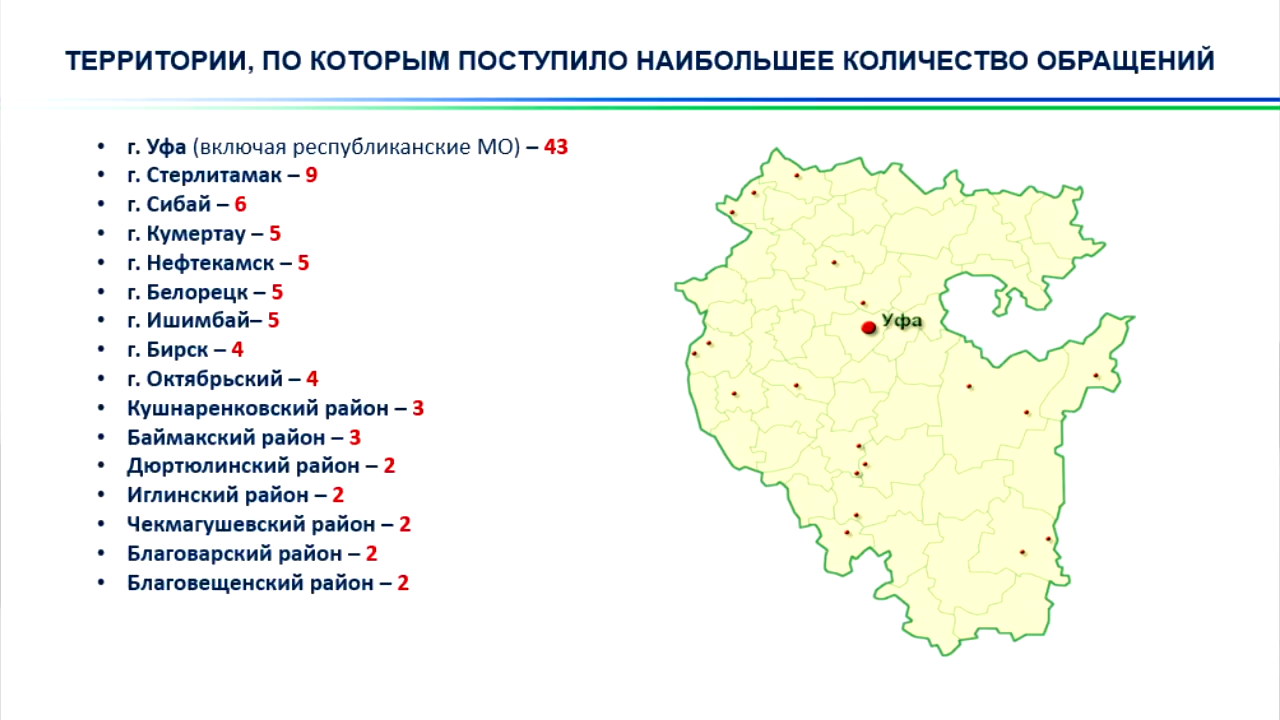 ТЕРРИТОРИИ, ПО КОТОРЫМ ПОСТУПИЛО НАИБОЛЬШЕЕ КОЛИЧЕСТВО ОБРАЩЕНИЙ
• г. Уфа (включая республиканские МО) – 43
• г. Стерлитамак – 9
• г. Сибай – 6
• г. Кумертау – 5
• г. Нефтекамск – 5
• г. Белорецк – 5
• г. Ишимбай– 5
• г. Бирск – 4
• г. Октябрьский – 4
• Кушнаренковский район – 3
• Баймакский район – 3
• Дюртюлинский район – 2
• Иглинский район – 2
• Чекмагушевский район – 2
• Благоварский район – 2
• Благовещенский район – 2
Уфа